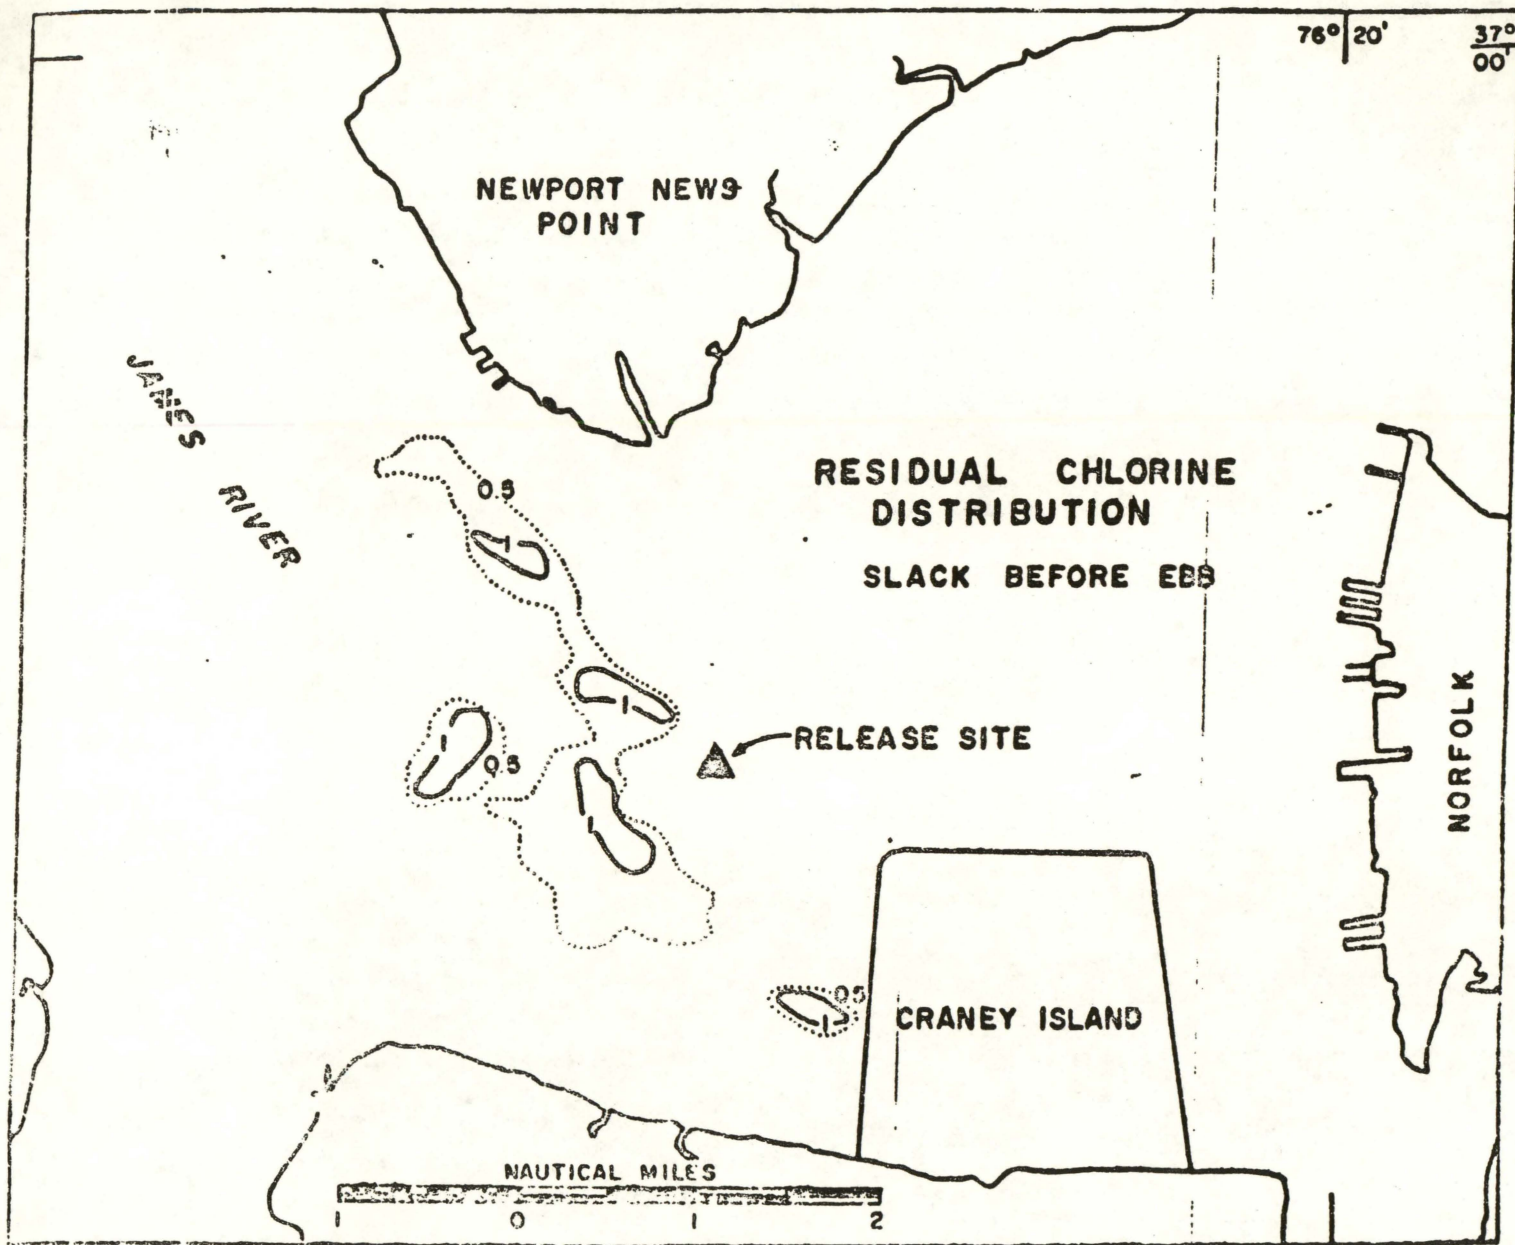 76° 20'
37°
00'
NEWPORT NEWS
POINT
JAMES
RIVER
0.5
1
RESIDUAL CHLORINE
DISTRIBUTION
SLACK BEFORE EBB
1
1
0.5
RELEASE SITE
1
NORFOLK
0.5
1
CRANEY ISLAND
NAUTICAL MILES
1 0 1 2